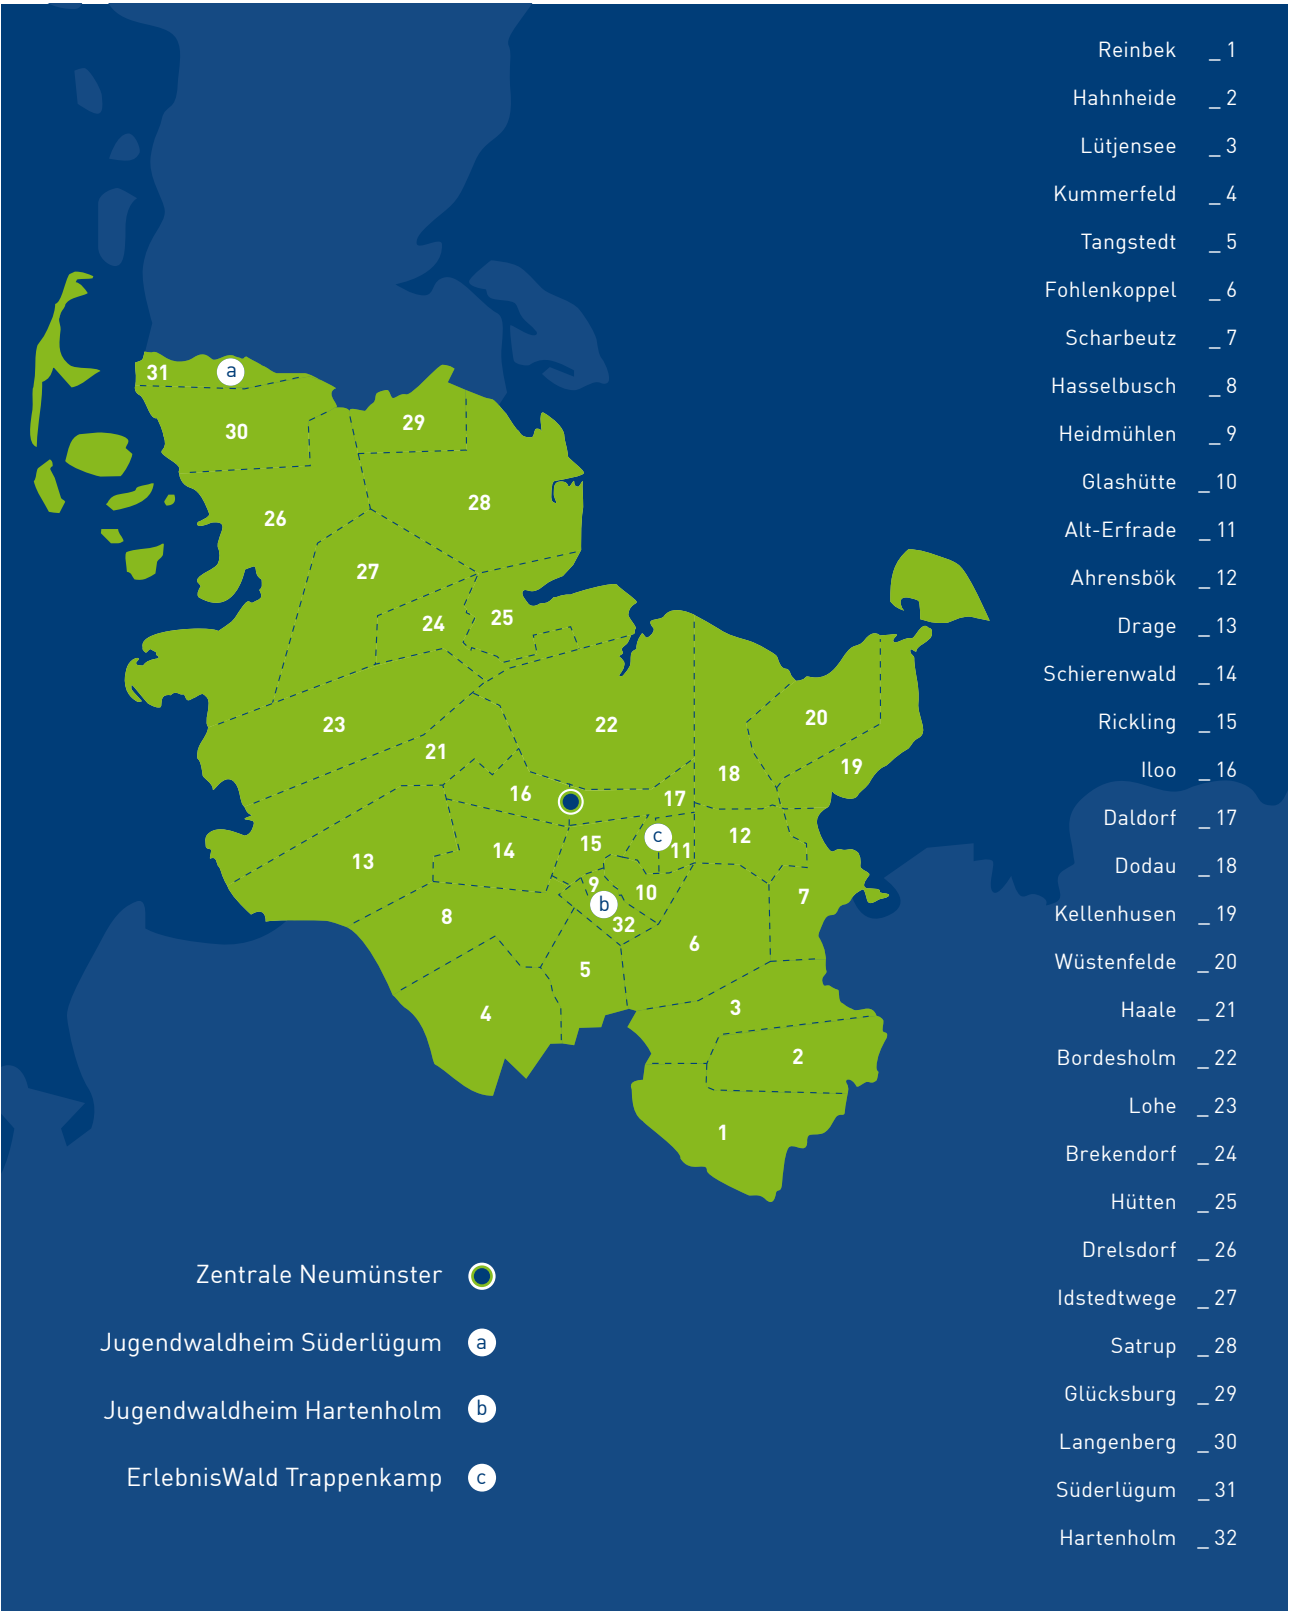 Reinbek _ 1
Hahnheide _ 2
Lütjensee _ 3
Kummerfeld _ 4
Tangstedt _ 5
Fohlenkoppel _ 6
Scharbeutz _ 7
Hasselbusch _ 8
Heidmühlen _ 9
Glashütte _ 10
Alt-Erfrade _ 11
Ahrensbök _ 12
Drage _ 13
Schierenwald _ 14
Rickling _ 15
Iloo _ 16
Daldorf _ 17
Dodau _ 18
Kellenhusen _ 19
Wüstenfelde _ 20
Haale _ 21
Bordesholm _ 22
Lohe _ 23
Brekendorf _ 24
Hütten _ 25
Drelsdorf _ 26
Idstedtwege _ 27
Satrup _ 28
Glücksburg _ 29
Langenberg _ 30
Süderlügum _ 31
Hartenholm _ 32
31 a
30
29
28
26
27
24
25
23
22
20
21
19
18
16
17
15
c
12
14
11
13
9
10
7
b
8
32
6
5
3
4
2
1
Zentrale Neumünster
Jugendwaldheim Süderlügum a
Jugendwaldheim Hartenholm b
ErlebnisWald Trappenkamp c